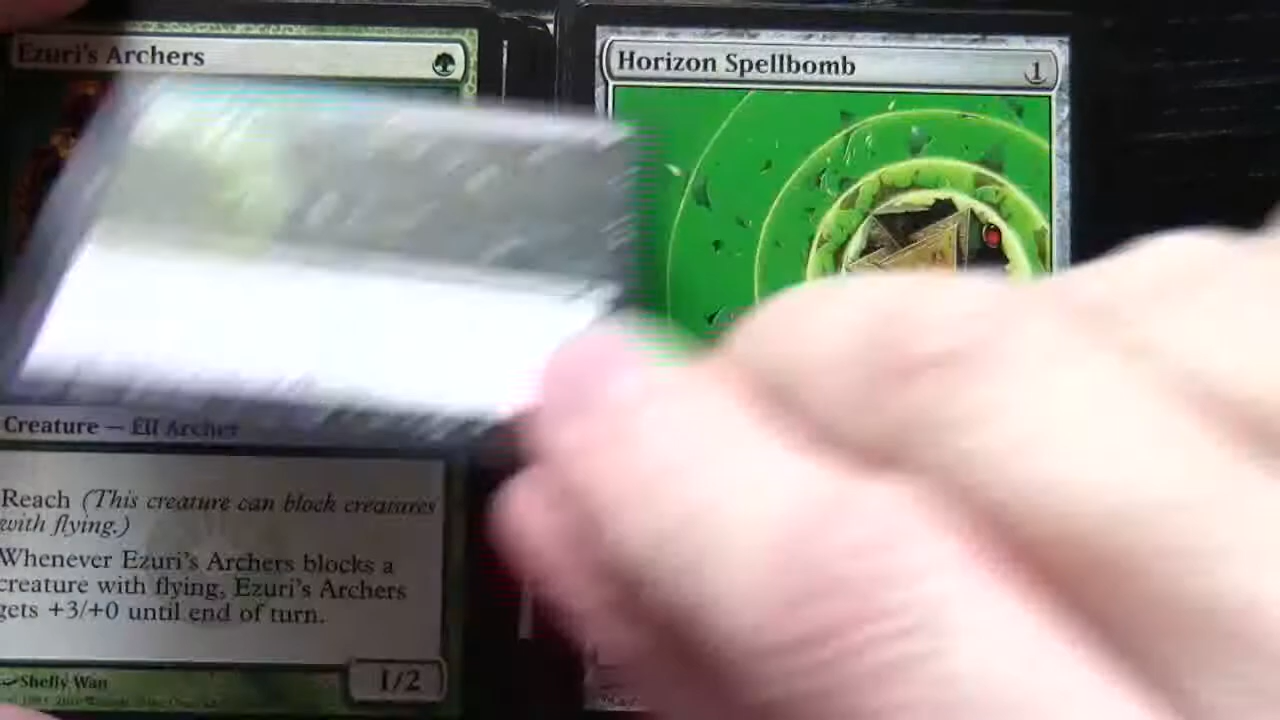 Ezuri's Archers
Horizon Spellbomb
1
Creature — Elf Archer
Reach (This creature can block creatures
with flying.)
Whenever Ezuri's Archers blocks a
creature with flying, Ezuri's Archers
gets +3/+0 until end of turn.
Shelly Wan
1/2